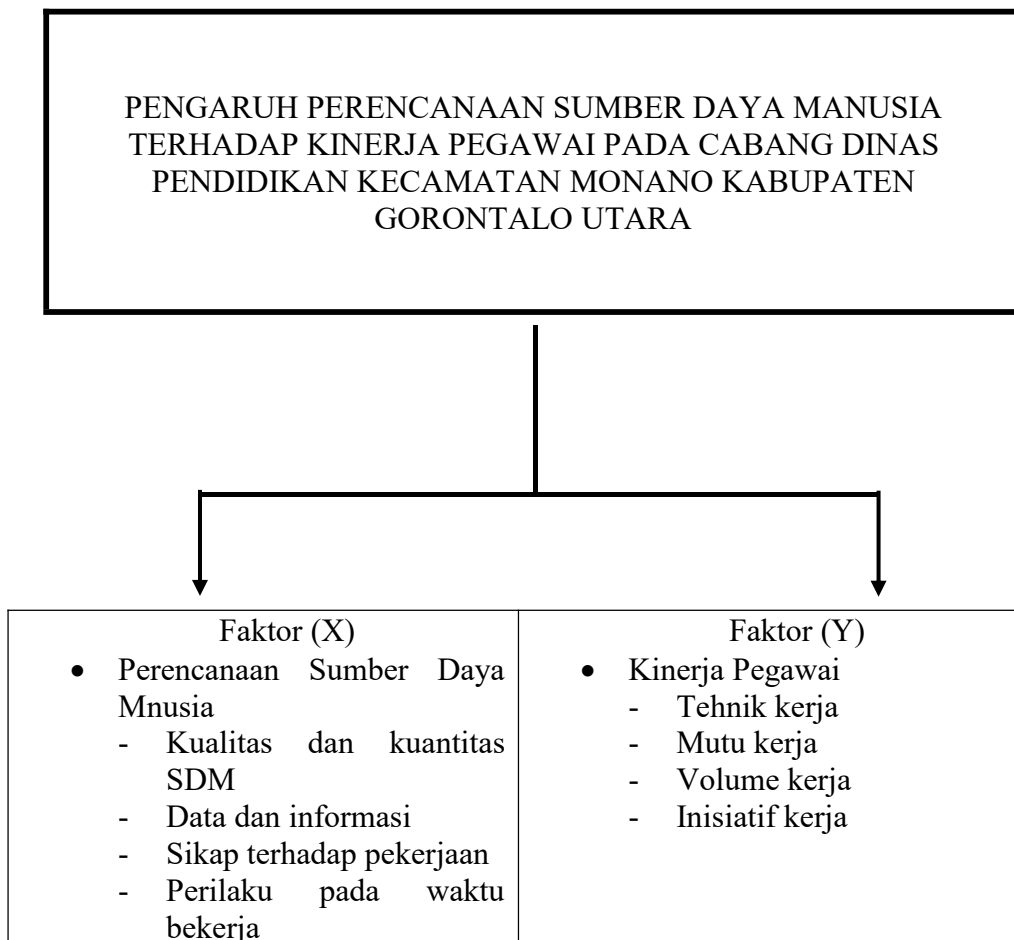 PENGARUH PERENCANAAN SUMBER DAYA MANUSIA
TERHADAP KINERJA PEGAWAI PADA CABANG DINAS
PENDIDIKAN KECAMATAN MONANO KABUPATEN
GORONTALO UTARA
Faktor (X)
• Perencanaan Sumber Daya
Mnusia
- Kualitas dan kuantitas
SDM
- Data dan informasi
- Sikap terhadap pekerjaan
- Perilaku pada waktu
bekerja
Faktor (Y)
• Kinerja Pegawai
- Tehnik kerja
- Mutu kerja
- Volume kerja
- Inisiatif kerja